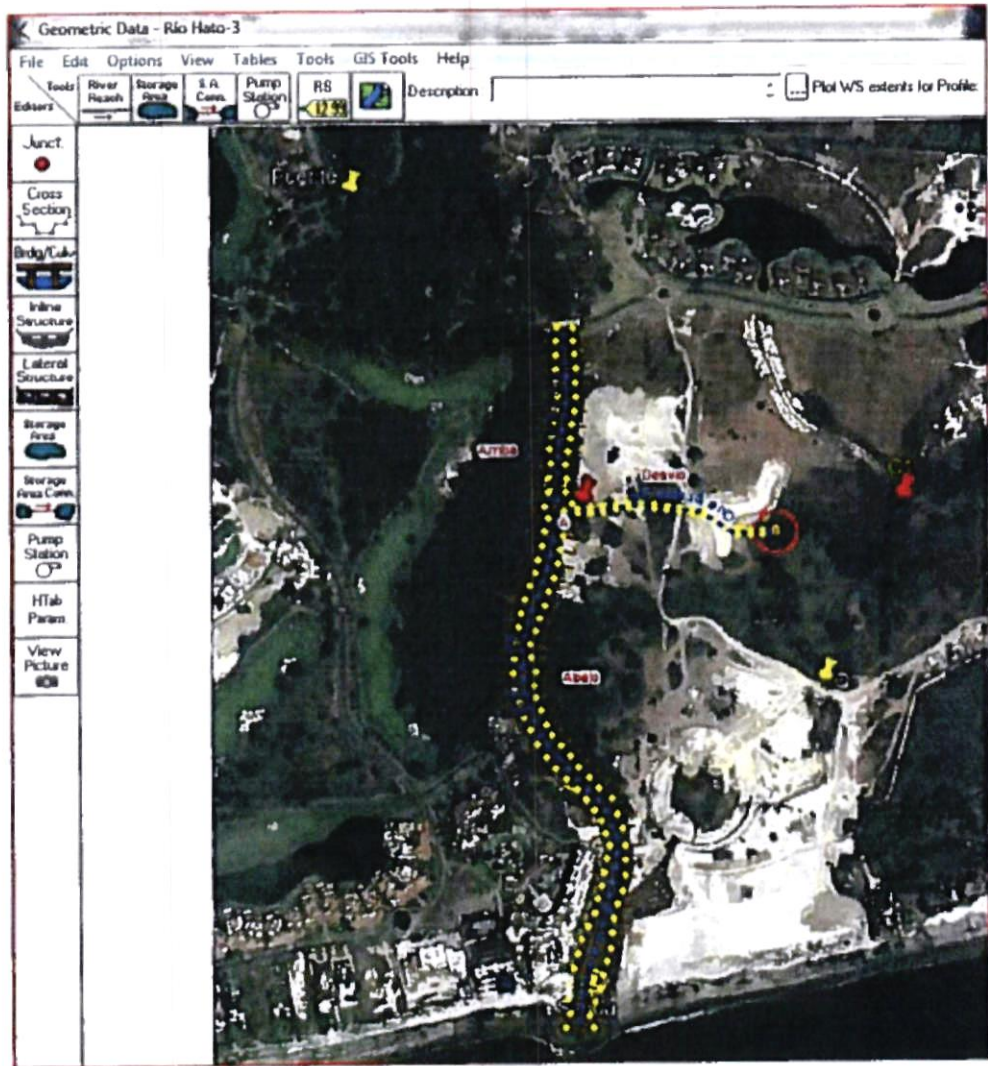 Geometric Data - Río Hato-3
File Edit Options View Tables Tools GIS Tools Help
Tools
Editors
River Reach
Storage Area
S.A. Conn.
Pump Station
RS
Description
... Plot WS extents for Profile:
Junct.
Cross Section
Brdg/Culv
Inline Structure
Lateral Structure
Storage Area
Storage Area Conn.
Pump Station
HTab Param.
View Picture
Puente
Arriba
Desvio
A
Abajo